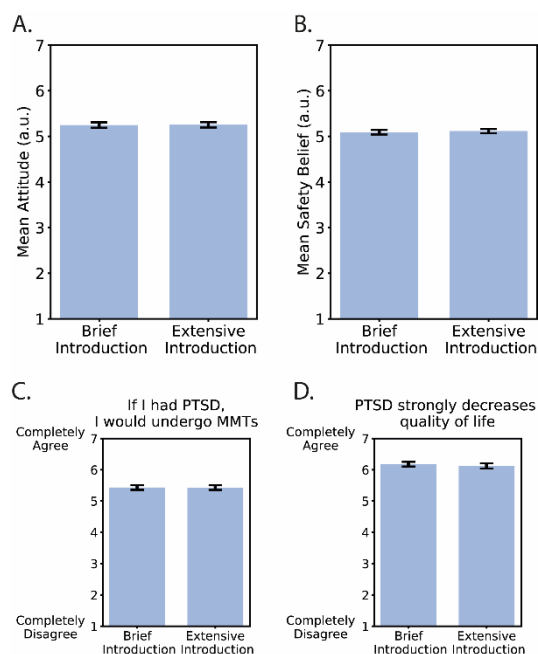 A.
7
6
5
4
3
2
1
Mean Attitude (a.u.)
Brief
Introduction
Extensive
Introduction
B.
7
6
5
4
3
2
1
Mean Safety Belief (a.u.)
Brief
Introduction
Extensive
Introduction
C.
If I had PTSD,
I would undergo MMTs
Completely
Agree
7
6
5
4
3
2
1
Completely
Disagree
Brief
Introduction
Extensive
Introduction
D.
PTSD strongly decreases
quality of life
Completely
Agree
7
6
5
4
3
2
1
Completely
Disagree
Brief
Introduction
Extensive
Introduction